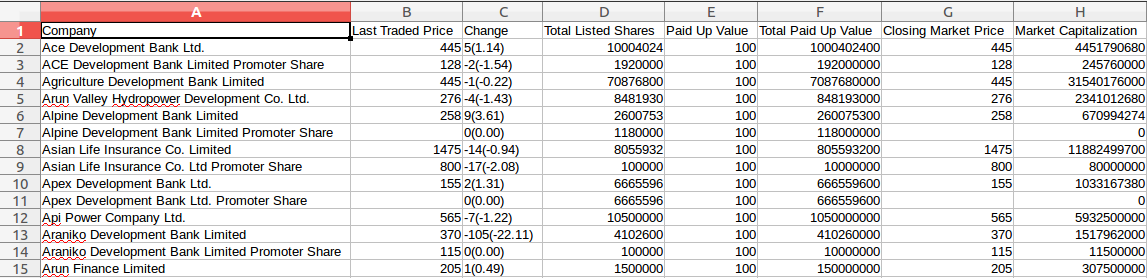 A B C D E F G H
1 Company Last Traded Price Change Total Listed Shares Paid Up Value Total Paid Up Value Closing Market Price Market Capitalization
2 Ace Development Bank Ltd. 445 5(1.14) 10004024 100 1000402400 445 4451790680
3 ACE Development Bank Limited Promoter Share 128 -2(-1.54) 1920000 100 192000000 128 245760000
4 Agriculture Development Bank Limited 445 -1(-0.22) 70876800 100 7087680000 445 31540176000
5 Arun Valley Hydropower Development Co. Ltd. 276 -4(-1.43) 8481930 100 848193000 276 2341012680
6 Alpine Development Bank Limited 258 9(3.61) 2600753 100 260075300 258 670994274
7 Alpine Development Bank Limited Promoter Share 0(0.00) 1180000 100 118000000 0
8 Asian Life Insurance Co. Limited 1475 -14(-0.94) 8055932 100 805593200 1475 11882499700
9 Asian Life Insurance Co. Ltd Promoter Share 800 -17(-2.08) 100000 100 10000000 800 80000000
10 Apex Development Bank Ltd. 155 2(1.31) 6665596 100 666559600 155 1033167380
11 Apex Development Bank Ltd. Promoter Share 0(0.00) 6665596 100 666559600 0
12 Api Power Company Ltd. 565 -7(-1.22) 10500000 100 1050000000 565 5932500000
13 Araniko Development Bank Limited 370 -105(-22.11) 4102600 100 410260000 370 1517962000
14 Araniko Development Bank Limited Promoter Share 115 0(0.00) 100000 100 10000000 115 11500000
15 Arun Finance Limited 205 1(0.49) 1500000 100 150000000 205 307500000